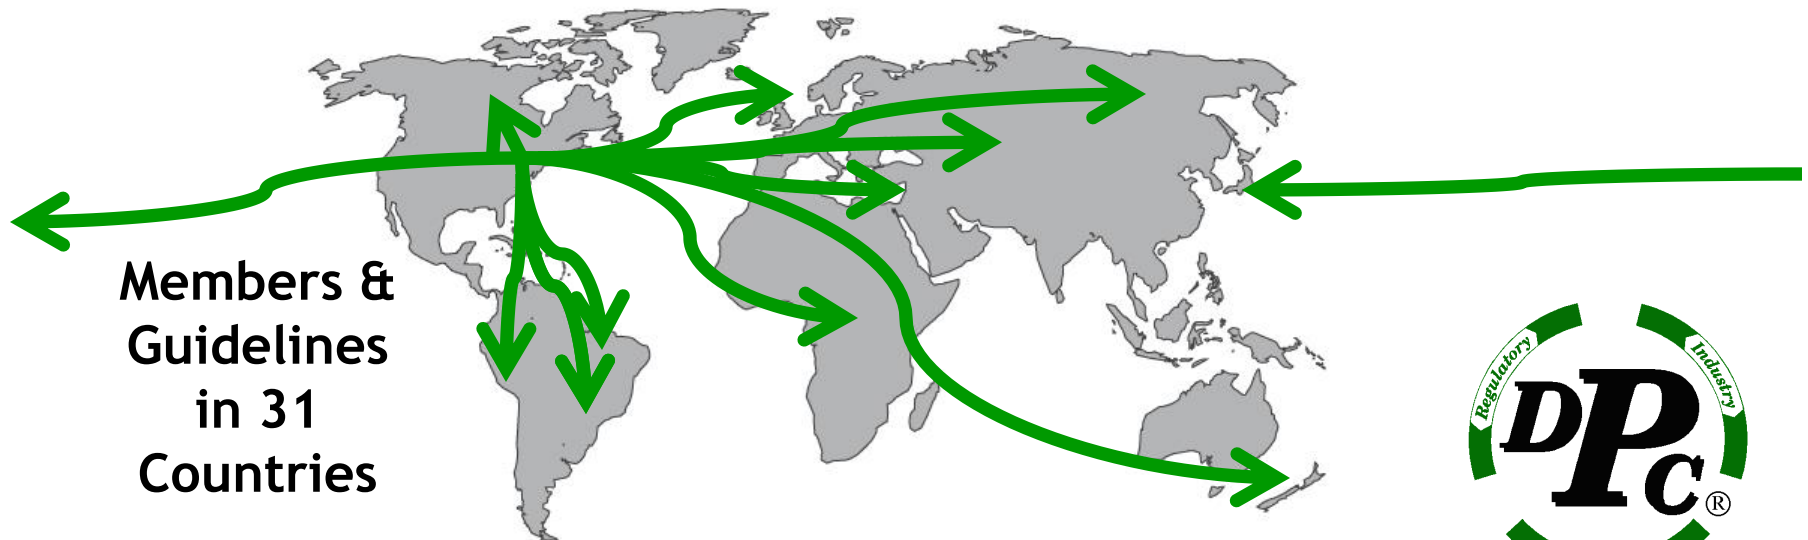 Members &
Guidelines
in 31
Countries
Regulatory
Industry
DPC®